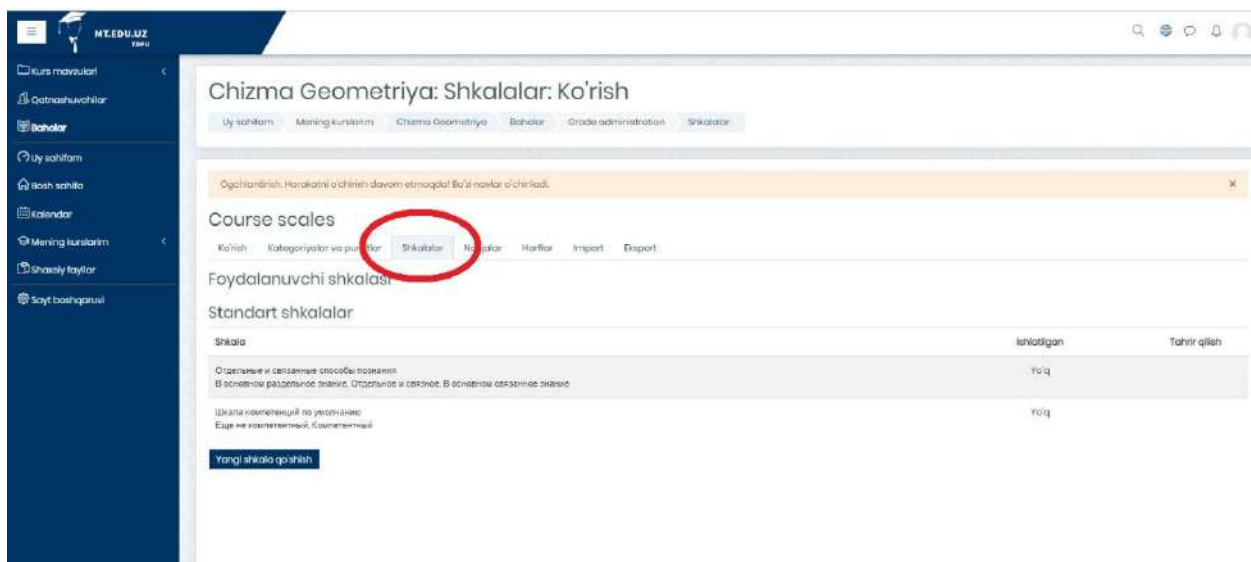 MT.EDU.UZ
TDPU
Kurs mavzulari
Qatnashuvchilar
Baholar
Uy sahifam
Bosh sahifa
Kalendar
Mening kurslarim
Shaxsiy fayllar
Sayt boshqaruvi
Chizma Geometriya: Shkalalar: Ko'rish
Uy sahifam Mening kurslarim Chizma Geometriya Baholar Grade administration Shkalalar
Ogohlantirish. Harakatni o'chirish davom etmoqda! Ba'zi navlar o'chiriladi.
Course scales
Ko'rish Kategoriyalar va Shkalalar Harflar Import Eksport
Foydalanuvchi shkalasi
Standart shkalalar
Shkala Ishlatilgan Tahrir qilish
Отдельные и связанные способы познания Yo'q
В основном раздельное знание, Отдельное и связное, В основном связанное знание
Шкала компетенций по умолчанию Yo'q
Еще не компетентный, Компетентный
Yangi shkala qo'shish